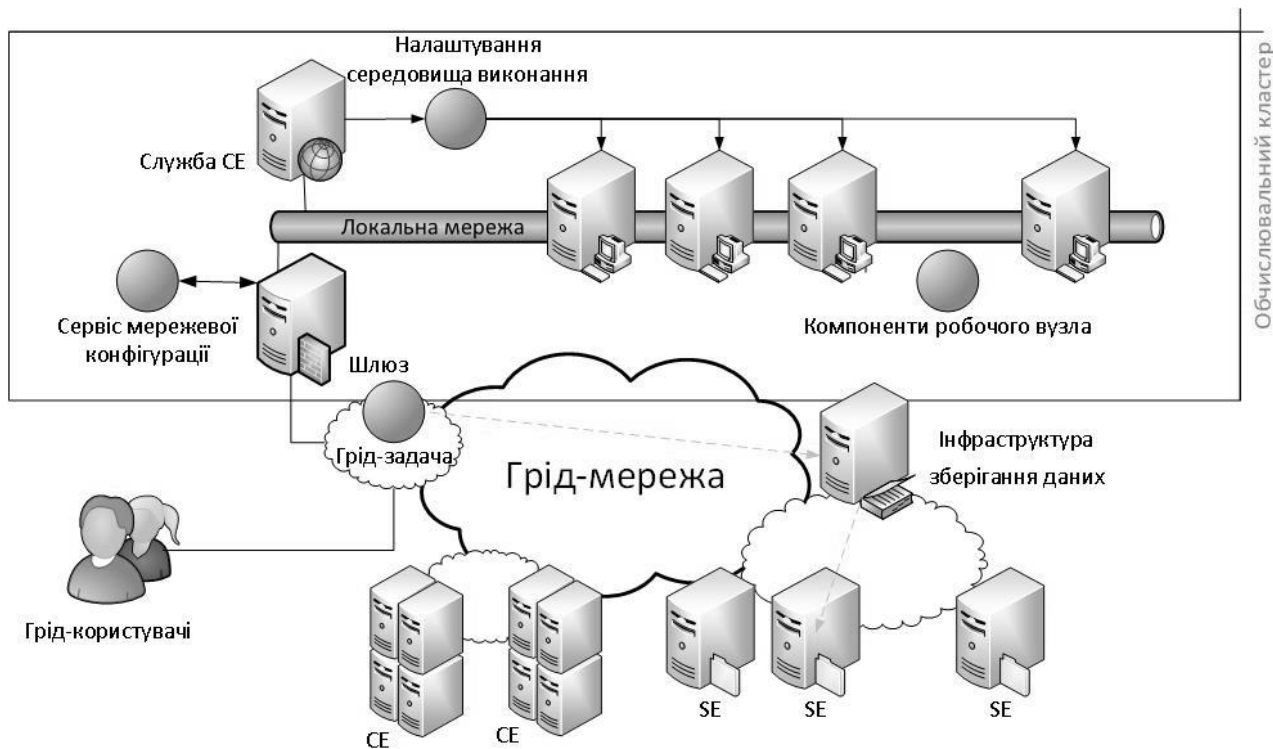 Налаштування
середовища виконання
Служба CE
Локальна мережа
Обчислювальний кластер
Сервіс мережевої
конфігурації
Компоненти робочого вузла
Шлюз
Грід-задача
Грід-мережа
Інфраструктура
зберігання даних
Грід-користувачі
CE
CE
SE
SE
SE